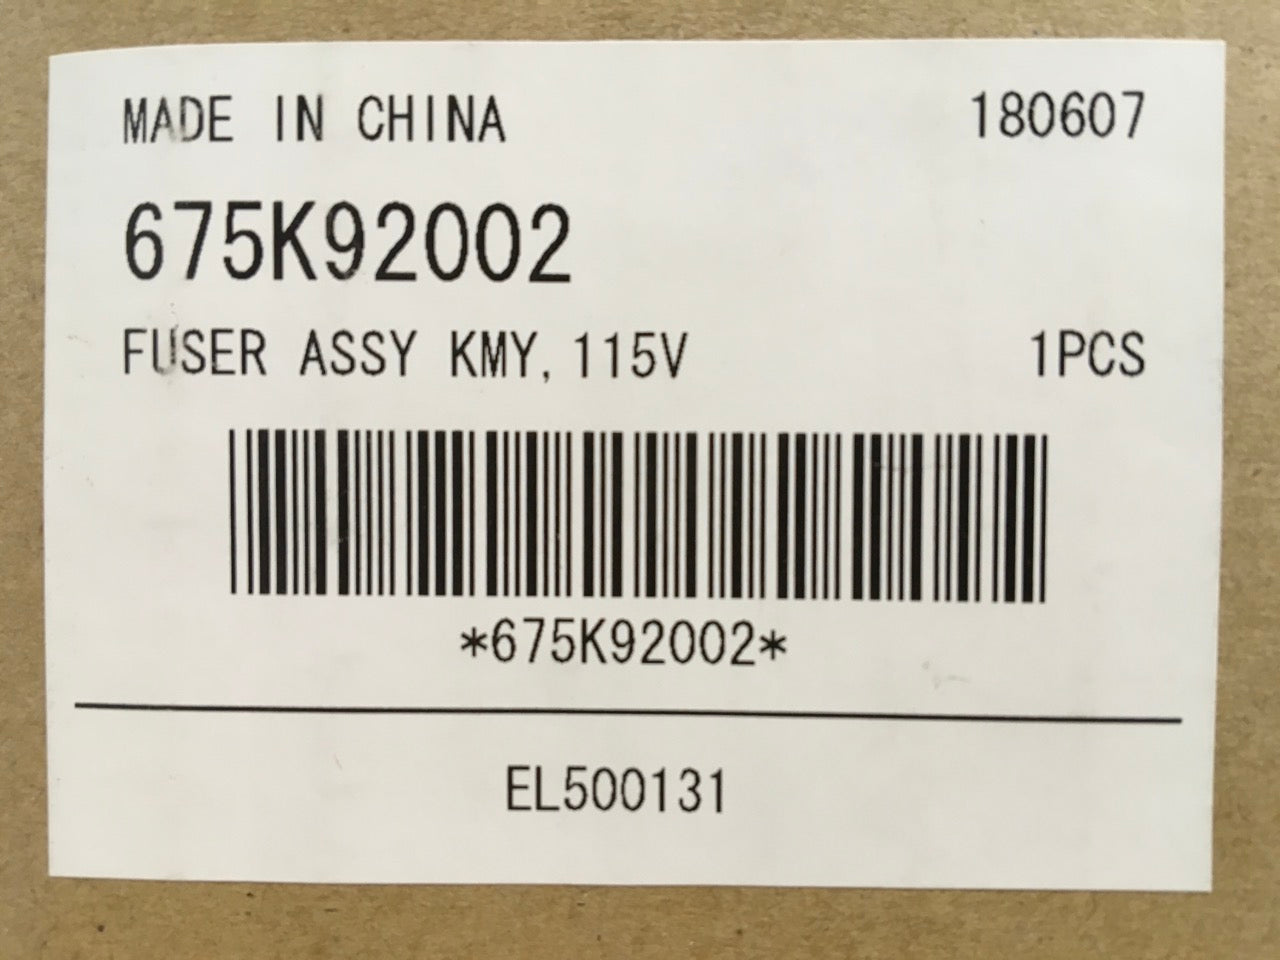 MADE IN CHINA 180607
675K92002
FUSER ASSY KMY, 115V 1PCS
*675K92002*
EL500131